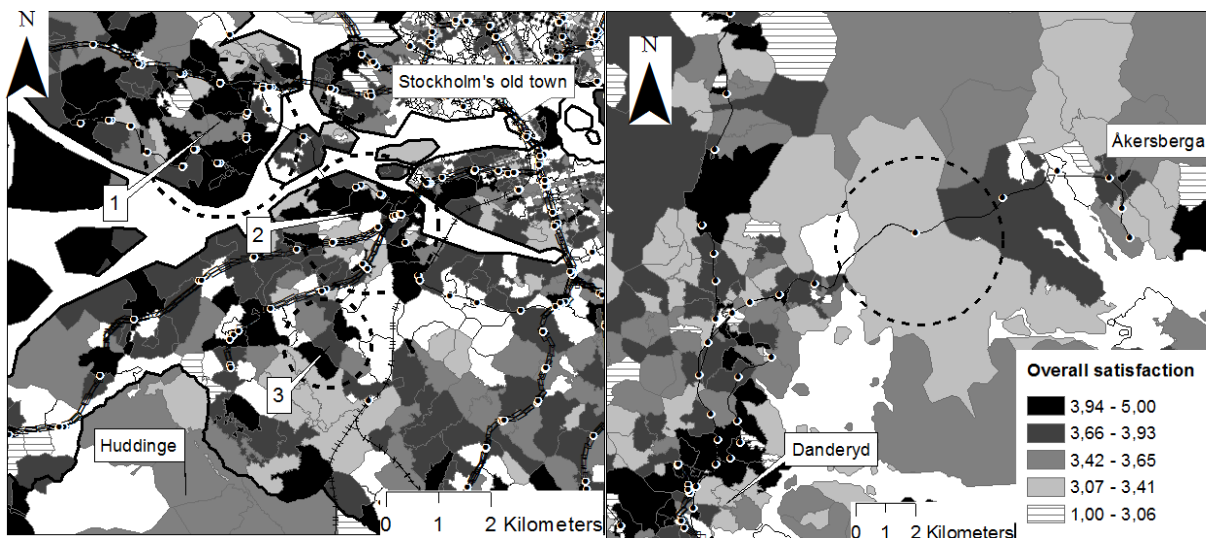 N
Stockholm's old town
1
2
3
Huddinge
0 1 2 Kilometers
N
Åkersberga
Danderyd
0 1 2 Kilometers
Overall satisfaction
3,94 - 5,00
3,66 - 3,93
3,42 - 3,65
3,07 - 3,41
1,00 - 3,06